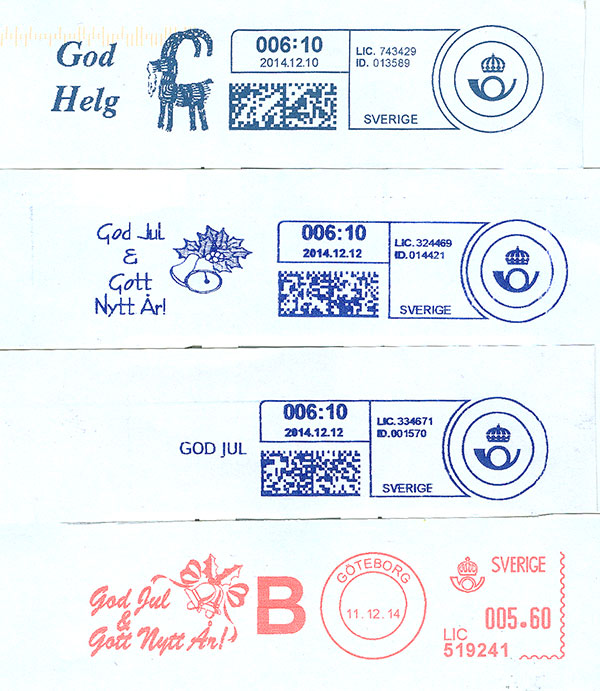 God
Helg
006:10
2014.12.10
LIC. 743429
ID. 013589
SVERIGE
God Jul
&
Gott
Nytt År!
006:10
2014.12.12
LIC. 324469
ID. 014421
SVERIGE
GOD JUL
006:10
2014.12.12
LIC. 334671
ID. 001570
SVERIGE
God Jul
&
Gott Nytt År!
B
GÖTEBORG
11.12.14
SVERIGE
005.60
LIC
519241